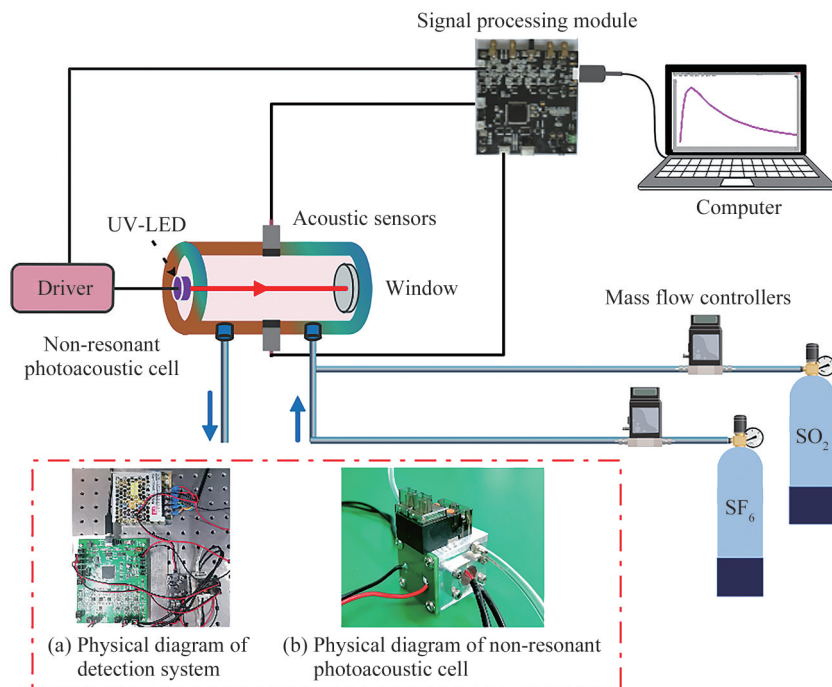 Signal processing module
Computer
UV-LED
Acoustic sensors
Driver
Window
Non-resonant
photoacoustic cell
Mass flow controllers
SO₂
SF₆
(a) Physical diagram of
detection system
(b) Physical diagram of non-resonant
photoacoustic cell